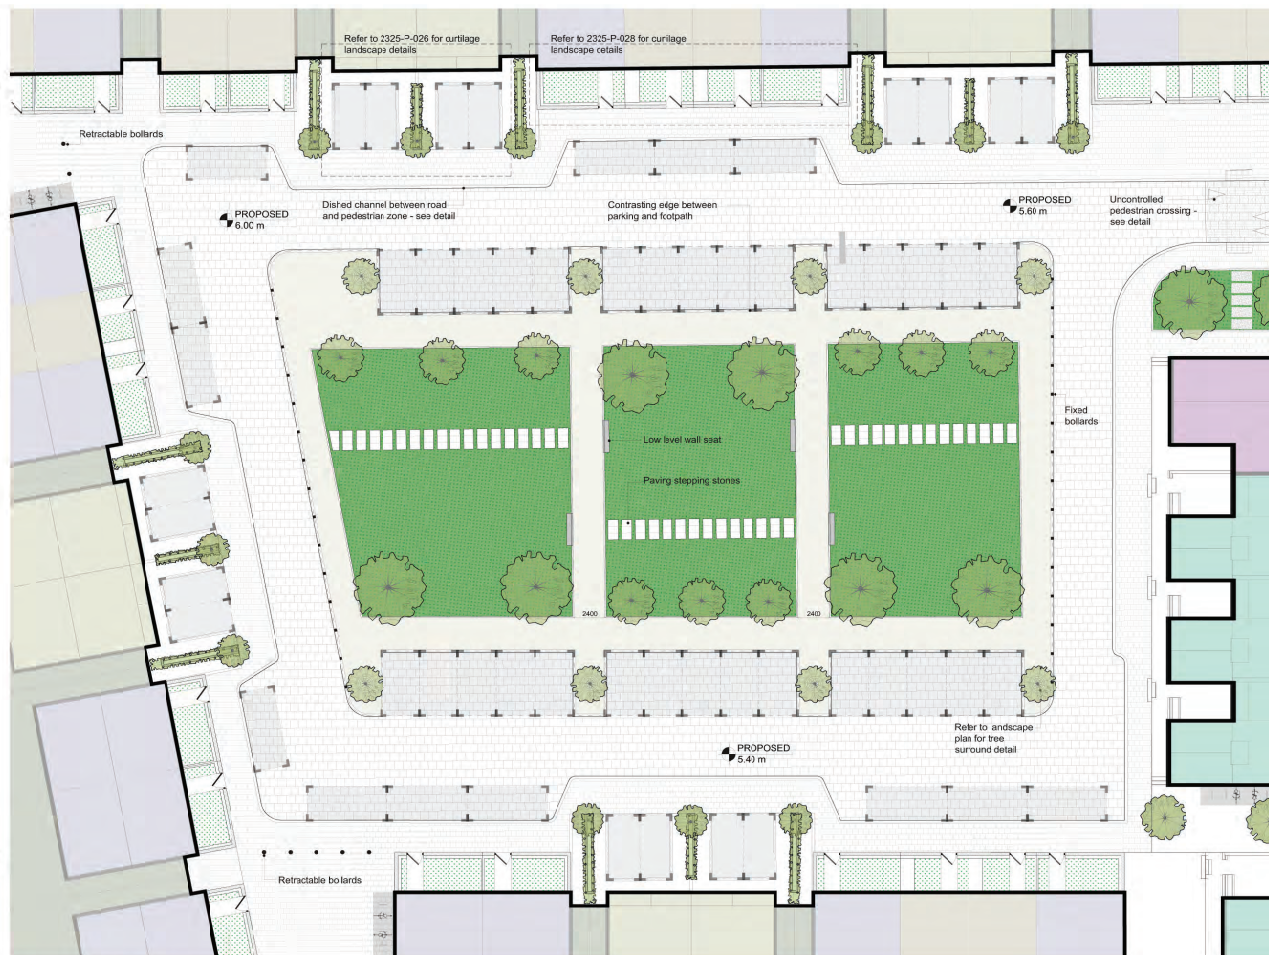 Refer to 2325-P-026 for curtilage
landscape details
Refer to 2325-P-028 for curilage
landscape details
Retractable bollards
Dished channel between road
and pedestrian zone - see detail
Contrasting edge between
parking and footpath
Uncontrolled
pedestrian crossing -
see detail
PROPOSED
6.00 m
PROPOSED
5.60 m
Fixed
bollards
Low level wall seat
Paving stepping stones
2400
2400
Refer to landscape
plan for tree
surround detail
PROPOSED
5.40 m
Retractable bollards